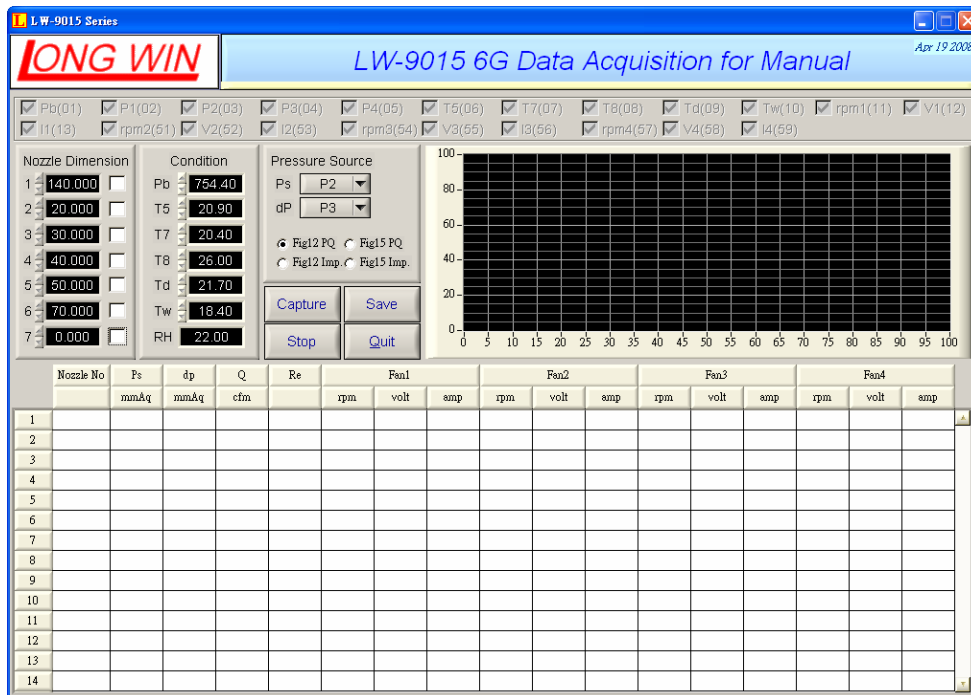 LW-9015 Series
LONG WIN
LW-9015 6G Data Acquisition for Manual
Apr 19 2008
Pb(01) P1(02) P2(03) P3(04) P4(05) T5(06) T7(07) T8(08) Td(09) Tw(10) rpm1(11) V1(12)
I1(13) rpm2(51) V2(52) I2(53) rpm3(54) V3(55) I3(56) rpm4(57) V4(58) I4(59)
Nozzle Dimension
1 140.000
2 20.000
3 30.000
4 40.000
5 50.000
6 70.000
7 0.000
Condition
Pb 754.40
T5 20.90
T7 20.40
T8 26.00
Td 21.70
Tw 18.40
RH 22.00
Pressure Source
Ps P2
dP P3
Fig12 PQ Fig15 PQ
Fig12 Imp. Fig15 Imp.
Capture Save
Stop Quit
100
80
60
40
20
0
0 5 10 15 20 25 30 35 40 45 50 55 60 65 70 75 80 85 90 95 100
Nozzle No Ps dp Q Re Fan1 Fan2 Fan3 Fan4
mmAq mmAq cfm rpm volt amp rpm volt amp rpm volt amp rpm volt amp
1
2
3
4
5
6
7
8
9
10
11
12
13
14